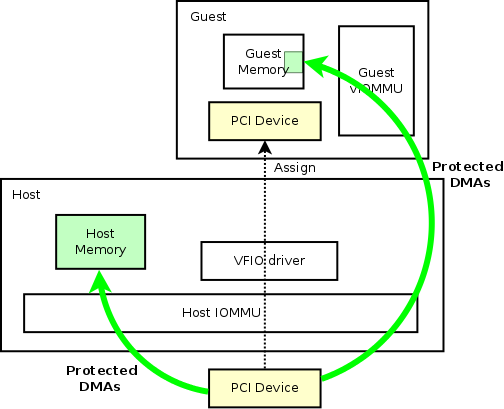 Guest
Guest
Memory
Guest
vIOMMU
PCI Device
Assign
Protected
DMAs
Host
Host
Memory
VFIO driver
Host IOMMU
Protected
DMAs
PCI Device